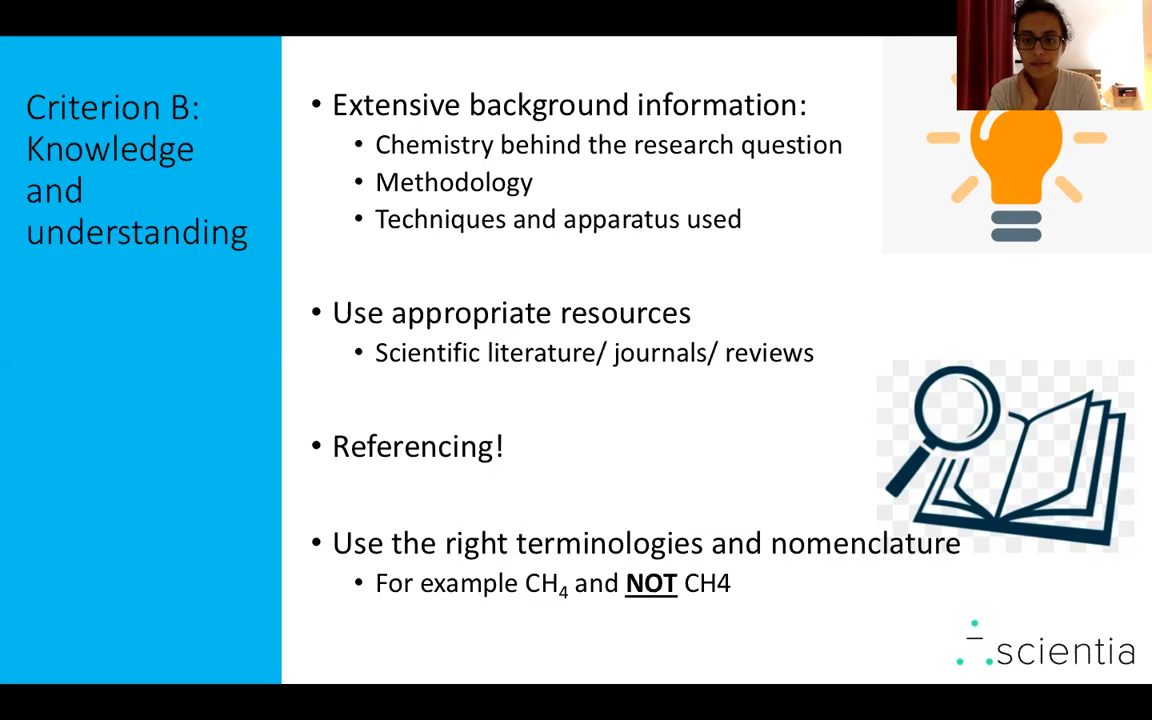 Criterion B:
Knowledge
and
understanding
• Extensive background information:
• Chemistry behind the research question
• Methodology
• Techniques and apparatus used
• Use appropriate resources
• Scientific literature/ journals/ reviews
• Referencing!
• Use the right terminologies and nomenclature
• For example CH₄ and NOT CH4
scientia